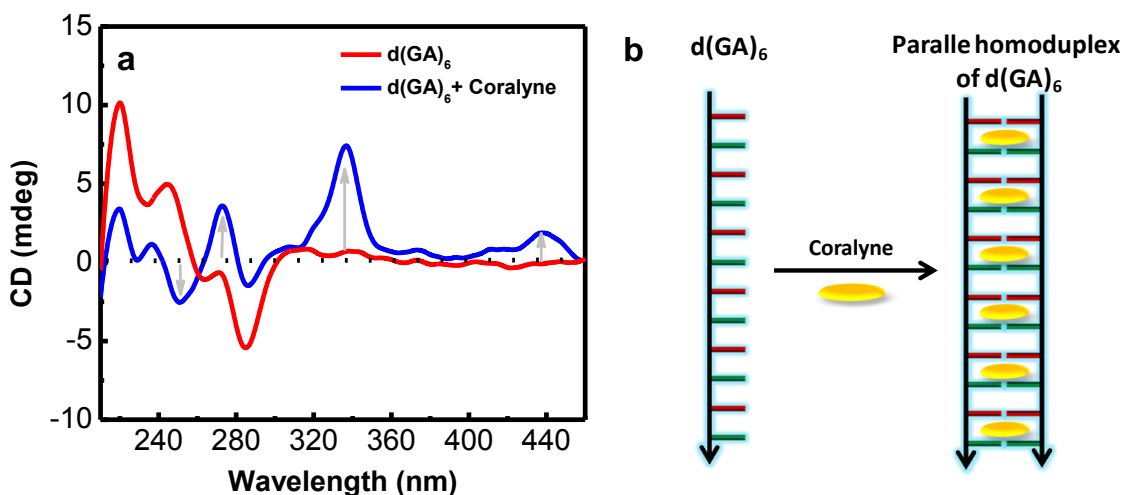 a
d(GA)6
d(GA)6+ Coralyne
15
10
5
0
-5
-10
CD (mdeg)
240 280 320 360 400 440
Wavelength (nm)
b
d(GA)6
Coralyne
Paralle homoduplex
of d(GA)6